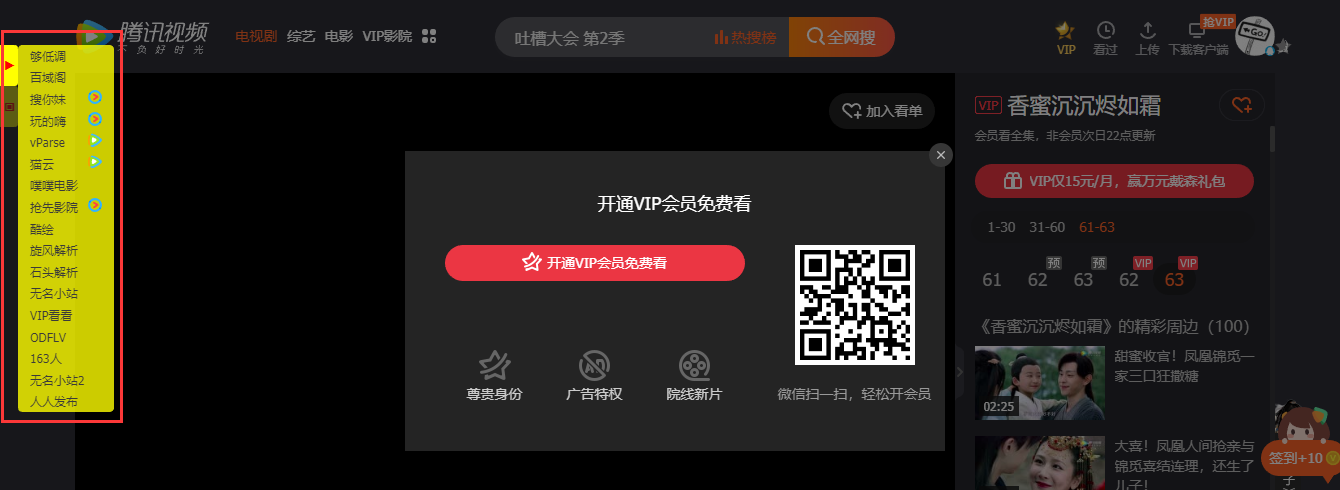 腾讯视频
不负好时光
电视剧 综艺 电影 VIP影院
吐槽大会 第2季
热搜榜
全网搜
VIP
看过
上传
下载客户端
抢VIP
Go!
够低调
百域阁
搜你妹
玩的嗨
vParse
猫云
噗噗电影
抢先影院
酷绘
旋风解析
石头解析
无名小站
VIP看看
ODFLV
163人
无名小站2
人人发布
加入看单
开通VIP会员免费看
开通VIP会员免费看
尊贵身份
广告特权
院线新片
微信扫一扫，轻松开会员
VIP 香蜜沉沉烬如霜
会员看全集，非会员次日22点更新
VIP仅15元/月，赢万元戴森礼包
1-30 31-60 61-63
61
62 预
63 预
62 VIP
63 VIP
《香蜜沉沉烬如霜》的精彩周边（100）
甜蜜收官！凤凰锦觅一
家三口狂撒糖
02:25
大喜！凤凰人间抢亲与
锦觅喜结连理，还生了
儿子！
签到+10